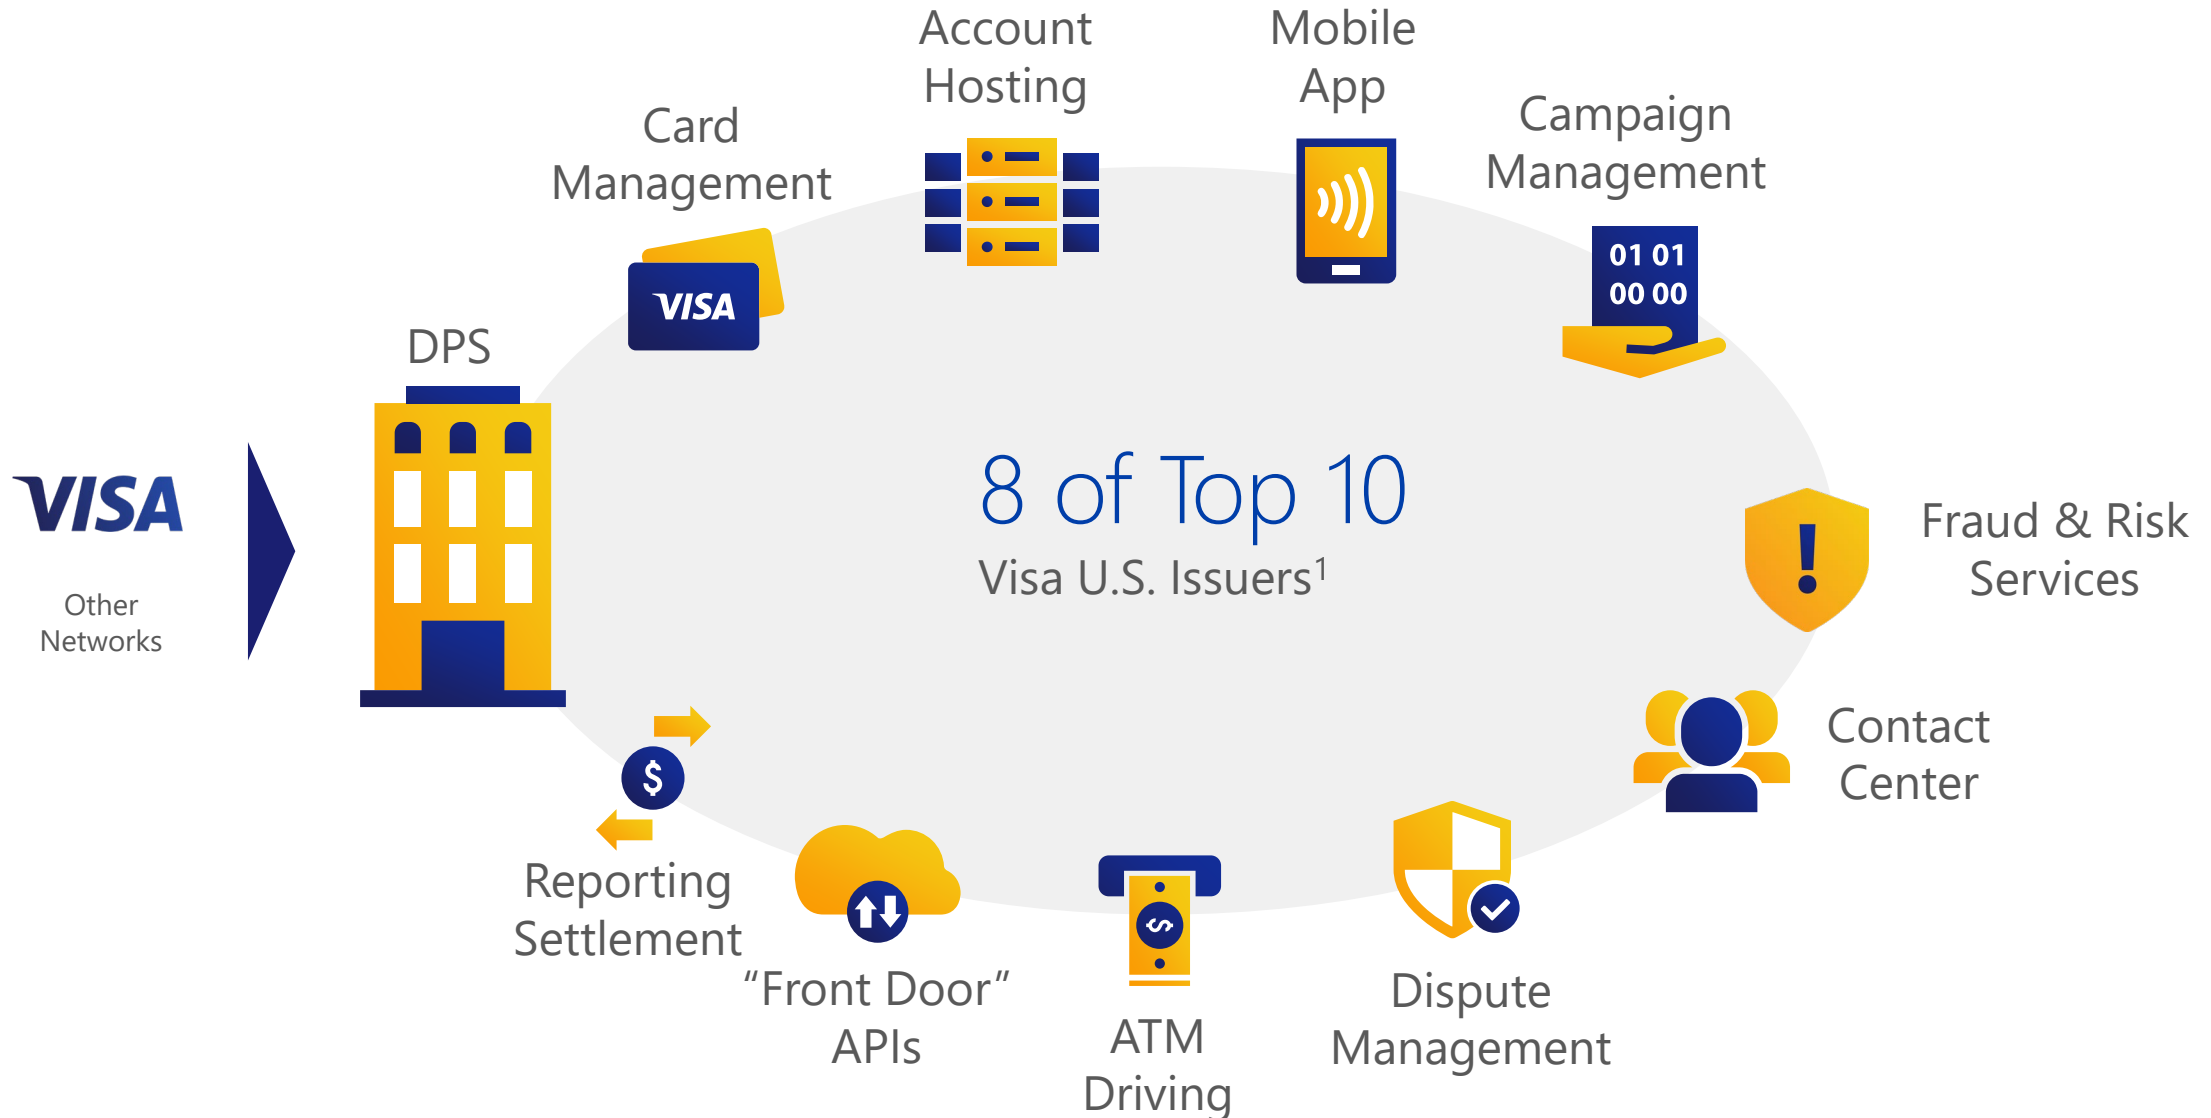 Account
Hosting
Mobile
App
Card
Management
Campaign
Management
VISA
01 01
00 00
DPS
VISA
Other
Networks
8 of Top 10
Visa U.S. Issuers¹
Fraud & Risk
Services
Contact
Center
$
Reporting
Settlement
“Front Door”
APIs
$
ATM
Driving
Dispute
Management